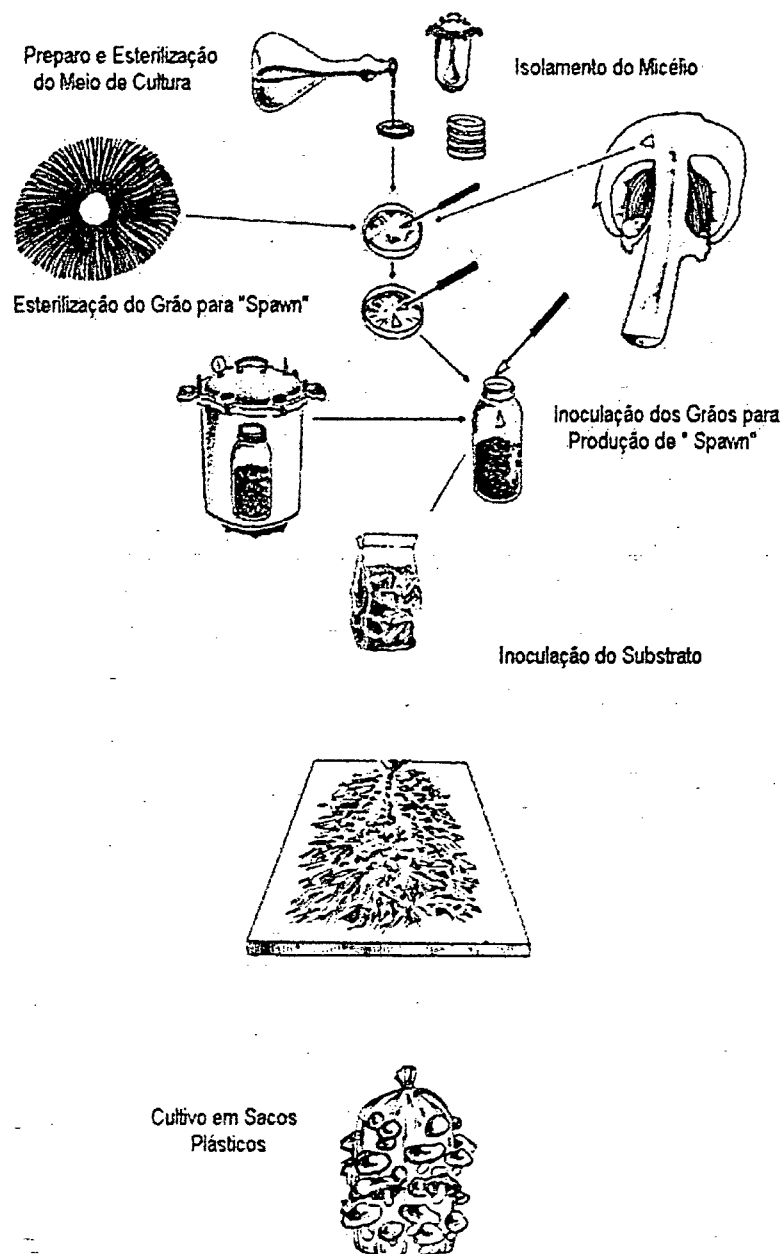 Preparo e Esterilização
do Meio de Cultura
Isolamento do Micélio
Esterilização do Grão para "Spawn"
Inoculação dos Grãos para
Produção de " Spawn"
Inoculação do Substrato
Cultivo em Sacos
Plásticos